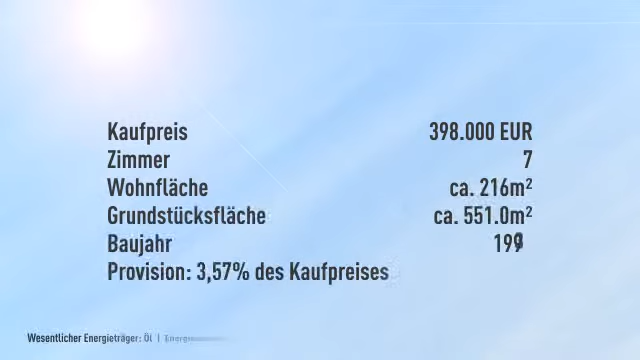 Kaufpreis 398.000 EUR
Zimmer 7
Wohnfläche ca. 216m²
Grundstücksfläche ca. 551.0m²
Baujahr
Provision: 3,57% des Kaufpreises
Wesentlicher Energieträger: Öl |